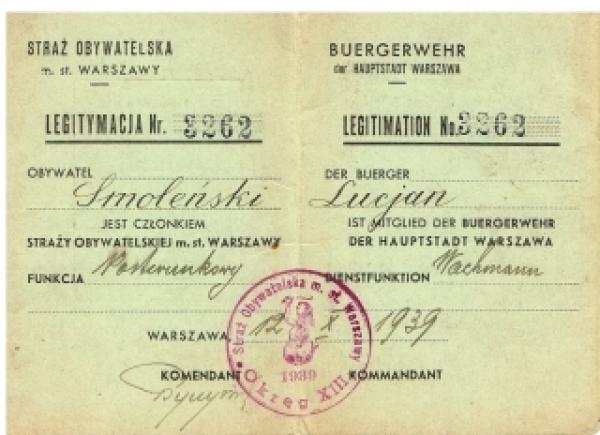 STRAŻ OBYWATELSKA
m. st. WARSZAWY
LEGITYMACJA Nr. 3262
OBYWATEL
Smoleński
JEST CZŁONKIEM
STRAŻY OBYWATELSKIEJ m. st. WARSZAWY
FUNKCJA Posterunkowy
BUERGERWEHR
der HAUPTSTADT WARSZAWA
LEGITIMATION No. 3262
DER BUERGER
Lucjan
IST MITGLIED DER BUERGERWEHR
DER HAUPTSTADT WARSZAWA
DIENSTFUNKTION Wachmann
WARSZAWA 12 X 1939
KOMENDANT KOMMANDANT
Straż Obywatelska m. st. Warszawy
1939
Okręg XIII